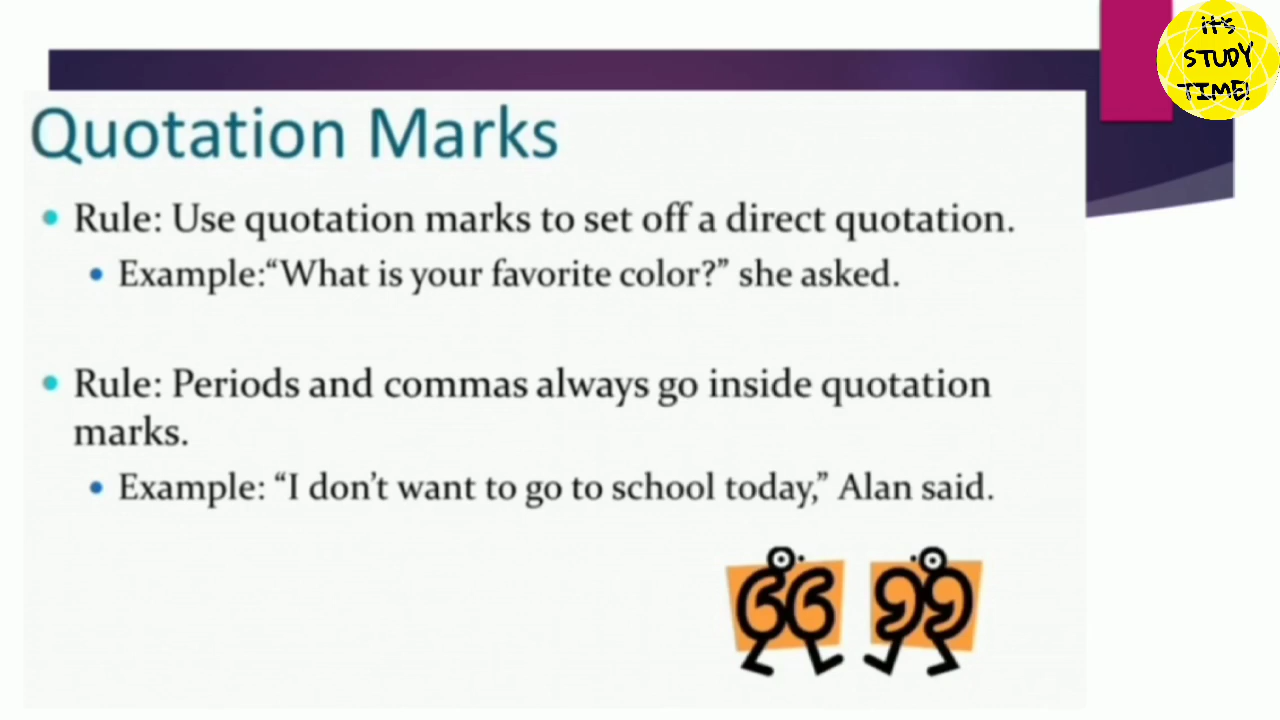 it's
STUDY
TIME!
Quotation Marks
Rule: Use quotation marks to set off a direct quotation.
Example:“What is your favorite color?” she asked.
Rule: Periods and commas always go inside quotation
marks.
Example: “I don’t want to go to school today,” Alan said.
“ ”